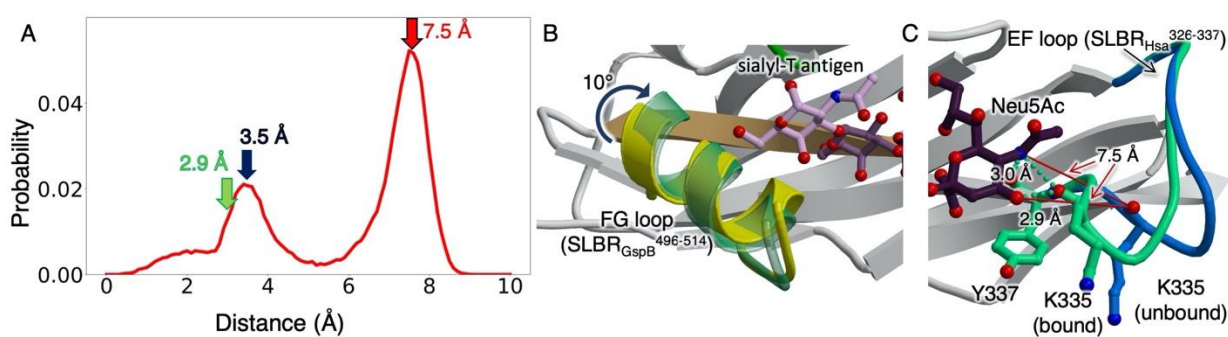 A
7.5 Å
3.5 Å
2.9 Å
0.04
0.02
0.00
Probability
0
2
4
6
8
10
Distance (Å)
B
10°
sialyl-T antigen
FG loop
(SLBRGspB496-514)
C
EF loop (SLBRHsa326-337)
Neu5Ac
7.5 Å
3.0 Å
2.9 Å
Y337
K335
(bound)
K335
(unbound)